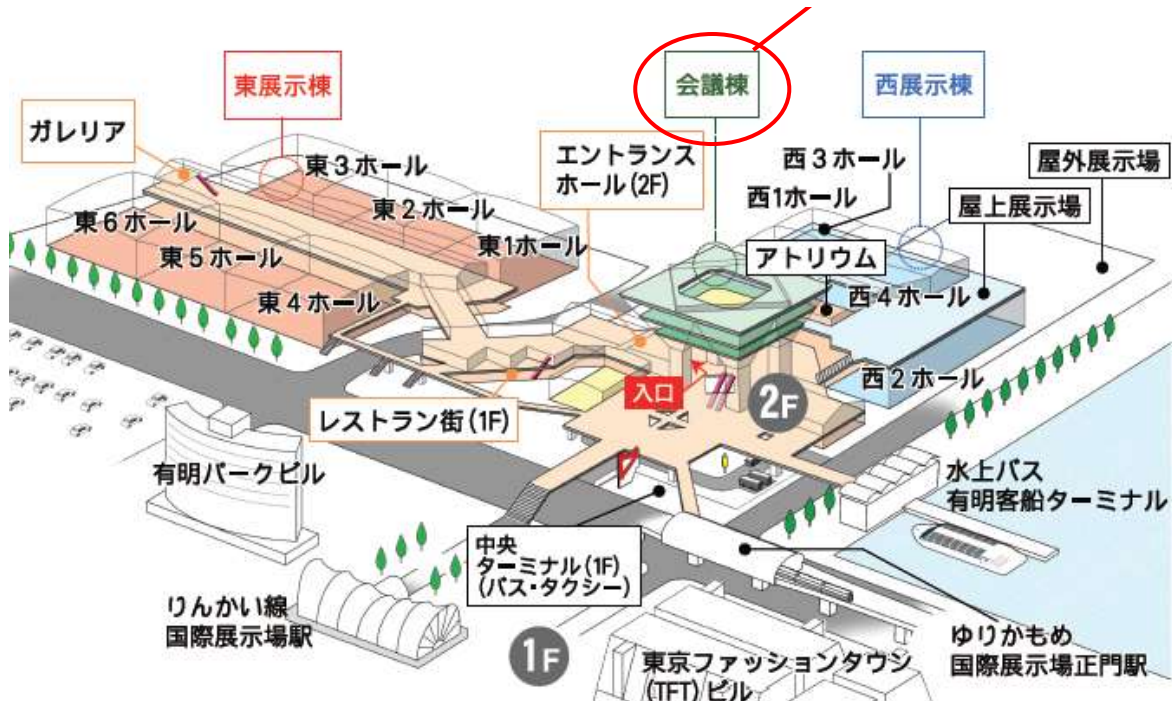 東展示棟
会議棟
西展示棟
ガレリア
東3ホール
エントランス
ホール(2F)
西3ホール
屋外展示場
西1ホール
屋上展示場
東6ホール
東2ホール
東5ホール
東1ホール
アトリウム
東4ホール
西4ホール
入口
2F
西2ホール
レストラン街(1F)
有明パークビル
水上バス
有明客船ターミナル
中央
ターミナル(1F)
(バス・タクシー)
りんかい線
国際展示場駅
1F
ゆりかもめ
国際展示場正門駅
東京ファッションタウン
(TFT)ビル